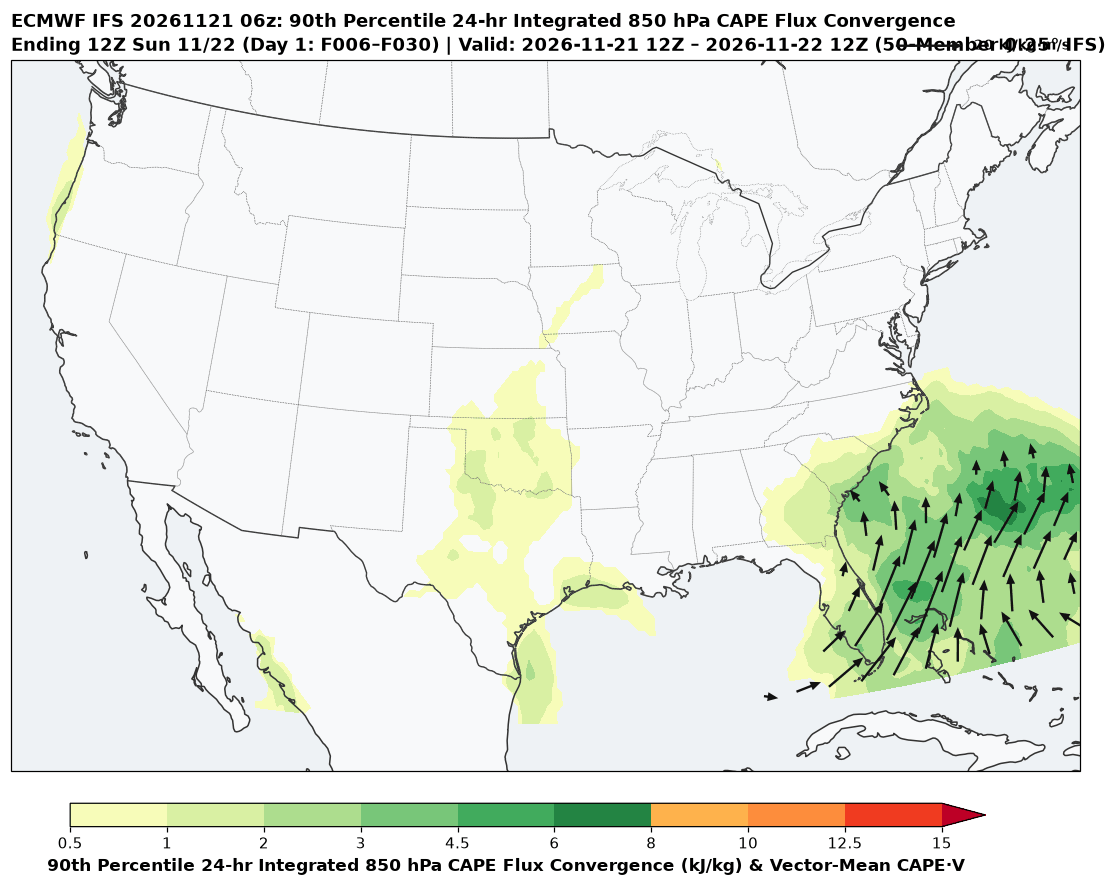 ECMWF IFS 20261121 06z: 90th Percentile 24-hr Integrated 850 hPa CAPE Flux Convergence
Ending 12Z Sun 11/22 (Day 1: F006–F030) | Valid: 2026-11-21 12Z – 2026-11-22 12Z (50-Member 0.25° IFS)
0.5 1 2 3 4.5 6 8 10 12.5 15
90th Percentile 24-hr Integrated 850 hPa CAPE Flux Convergence (kJ/kg) & Vector-Mean CAPE·V